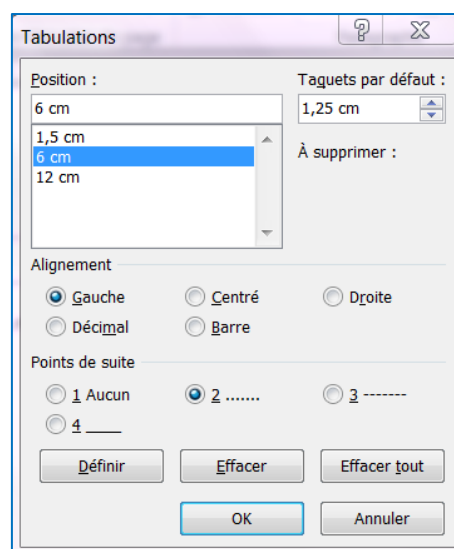 Tabulations
Position :
Taquets par défaut :
6 cm
1,25 cm
1,5 cm
6 cm
12 cm
À supprimer :
Alignement
Gauche
Centré
Droite
Décimal
Barre
Points de suite
1 Aucun
2 .......
3 -------
4 ____
Définir
Effacer
Effacer tout
OK
Annuler